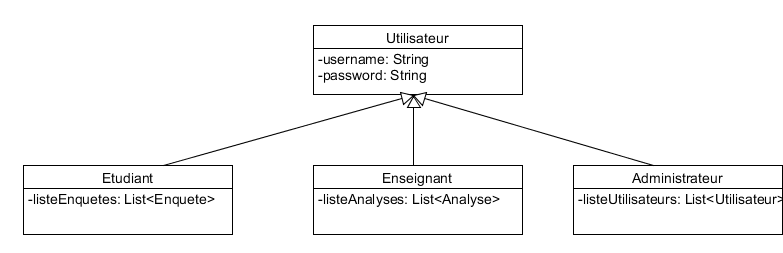 Utilisateur
-username: String
-password: String
Etudiant
-listeEnquetes: List<Enquete>
Enseignant
-listeAnalyses: List<Analyse>
Administrateur
-listeUtilisateurs: List<Utilisateur>